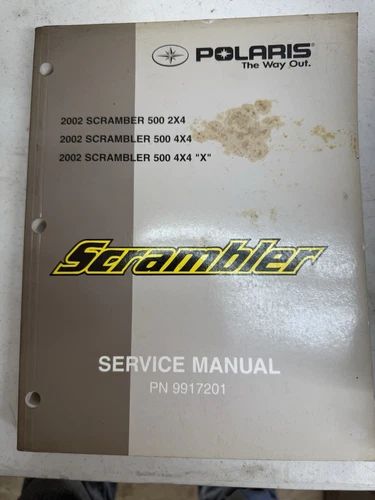 POLARIS®
The Way Out.
2002 SCRAMBER 500 2X4
2002 SCRAMBLER 500 4X4
2002 SCRAMBLER 500 4X4 "X"
Scrambler
SERVICE MANUAL
PN 9917201